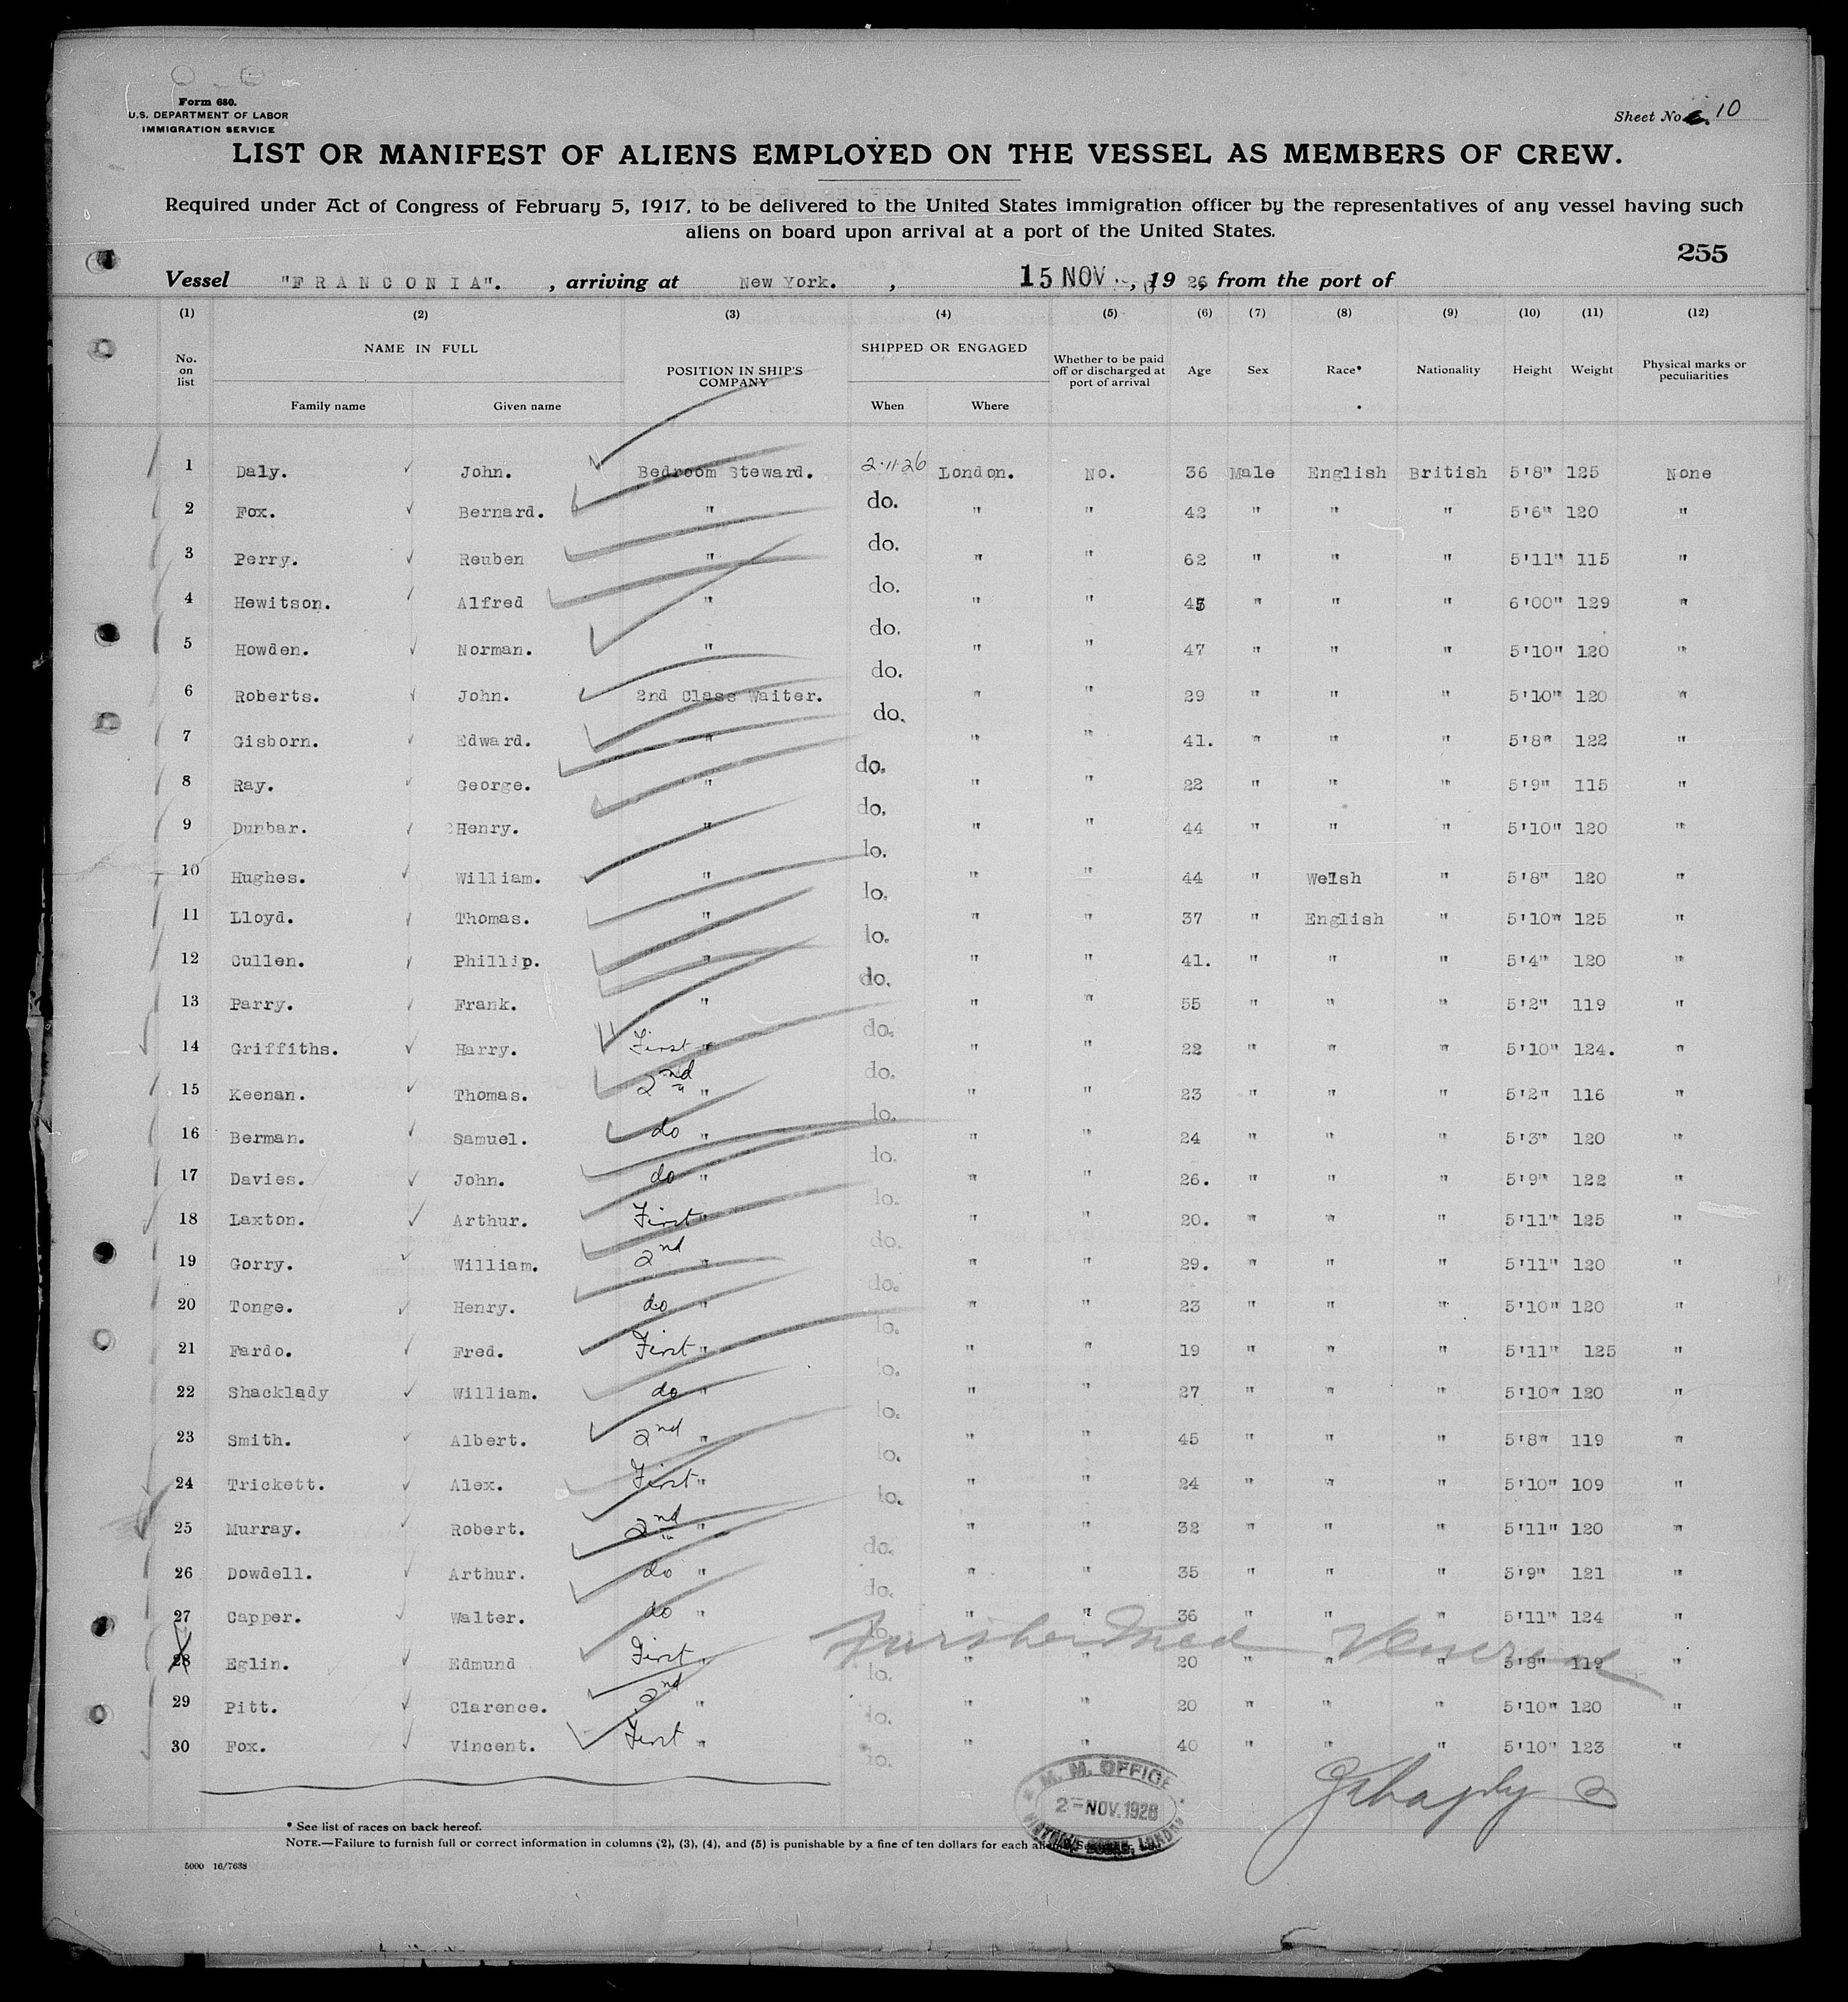 Form 680.
U.S. DEPARTMENT OF LABOR
IMMIGRATION SERVICE
Sheet No. 10
LIST OR MANIFEST OF ALIENS EMPLOYED ON THE VESSEL AS MEMBERS OF CREW.
Required under Act of Congress of February 5, 1917, to be delivered to the United States immigration officer by the representatives of any vessel having such
aliens on board upon arrival at a port of the United States.
255
Vessel "FRANCONIA". , arriving at New York. , 15 NOV , 1926, from the port of
(1) (2) (3) (4) (5) (6) (7) (8) (9) (10) (11) (12)
No. on list NAME IN FULL Family name Given name POSITION IN SHIP'S COMPANY SHIPPED OR ENGAGED When Where Whether to be paid off or discharged at port of arrival Age Sex Race* Nationality Height Weight Physical marks or peculiarities
1 Daly. John. Bedroom Steward. 2·11·26 London. No. 36 Male English British 5'8" 125 None
2 Fox. Bernard. " do. " " 42 " " " 5'6" 120 "
3 Perry. Reuben " do. " " 62 " " " 5'11" 115 "
4 Hewitson. Alfred " do. " " " " " 6'00" 129 "
5 Howden. Norman. " do. " " 47 " " " 5'10" 120 "
6 Roberts. John. 2nd Class Waiter. do. " " 29 " " " 5'10" 120 "
7 Gisborn. Edward. " do. " " 41. " " " 5'8" 122 "
8 Ray. George. " do. " " 22 " " " 5'9" 115 "
9 Dunbar. Henry. " do. " " 44 " " " 5'10" 120 "
10 Hughes. William. " do. " " 44 " Welsh " 5'8" 120 "
11 Lloyd. Thomas. " do. " " 37 " English " 5'10" 125 "
12 Cullen. Phillip. " do. " " 41. " " " 5'4" 120 "
13 Parry. Frank. " do. " " 55 " " " 5'2" 119 "
14 Griffiths. Harry. First " do. " " 22 " " " 5'10" 124. "
15 Keenan. Thomas. 2nd " do. " " 23 " " " 5'2" 116 "
16 Berman. Samuel. do " do. " " 24 " " " 5'3" 120 "
17 Davies. John. do " do. " " 26. " " " 5'9" 122 "
18 Laxton. Arthur. First " do. " " 20. " " " 5'11" 125 "
19 Gorry. William. 2nd " do. " " 29. " " " 5'11" 120 "
20 Tonge. Henry. do " do. " " 23 " " " 5'10" 120 "
21 Fardo. Fred. First " do. " " 19 " " " 5'11" 125 "
22 Shacklady William. do " do. " " 27 " " " 5'10" 120 "
23 Smith. Albert. 2nd " do. " " 45 " " " 5'8" 119 "
24 Trickett. Alex. First " do. " " 24 " " " 5'10" 109 "
25 Murray. Robert. 2nd " do. " " 32 " " " 5'11" 120 "
26 Dowdell. Arthur. do " do. " " 35 " " " 5'9" 121 "
27 Capper. Walter. do " do. " " 36 " " " 5'11" 124 "
28 Eglin. Edmund First " do. " " 20 " " " 5'8" 119 "
29 Pitt. Clarence. 2nd " do. " " 20 " " " 5'10" 120 "
30 Fox. Vincent. First " do. " " 40 " " " 5'10" 123 "
M. M. OFFICE
2 - NOV. 1926
* See list of races on back hereof.
NOTE.—Failure to furnish full or correct information in columns (2), (3), (4), and (5) is punishable by a fine of ten dollars for each
5000 16/7638